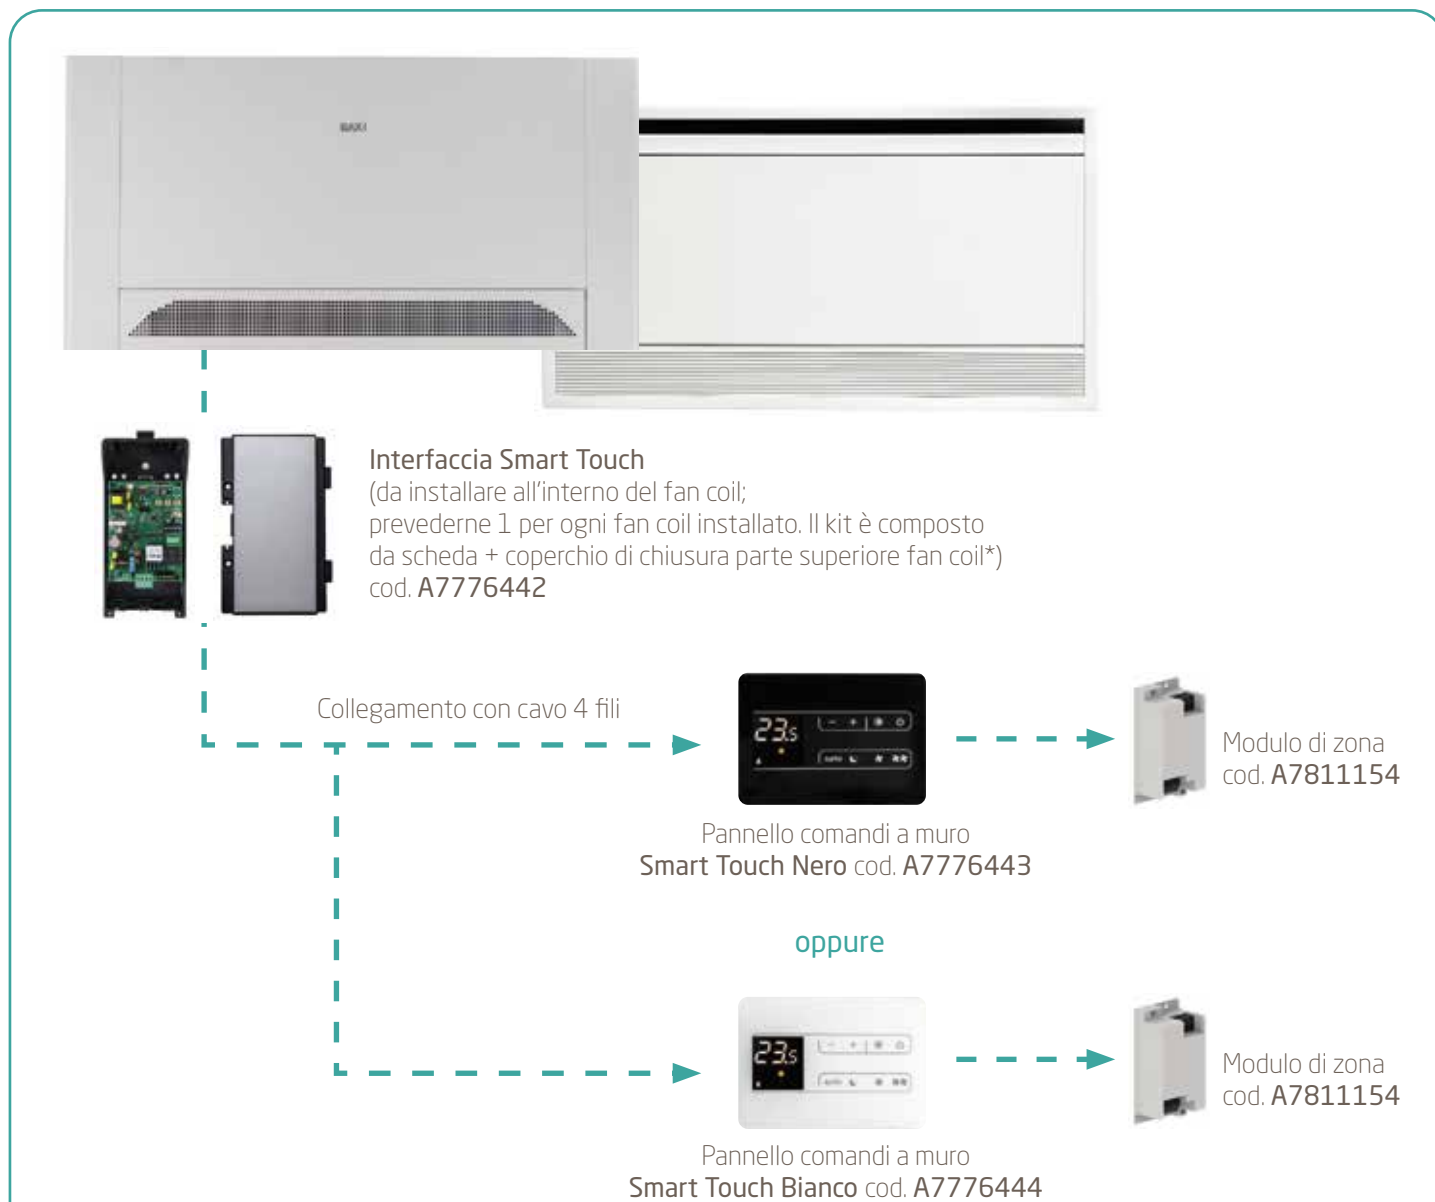 BAXI
Interfaccia Smart Touch
(da installare all'interno del fan coil;
prevederne 1 per ogni fan coil installato. Il kit è composto
da scheda + coperchio di chiusura parte superiore fan coil*)
cod. A7776442
Collegamento con cavo 4 fili
23.5
- +
auto
Modulo di zona
cod. A7811154
Pannello comandi a muro
Smart Touch Nero cod. A7776443
oppure
23.5
- +
auto
Modulo di zona
cod. A7811154
Pannello comandi a muro
Smart Touch Bianco cod. A7776444